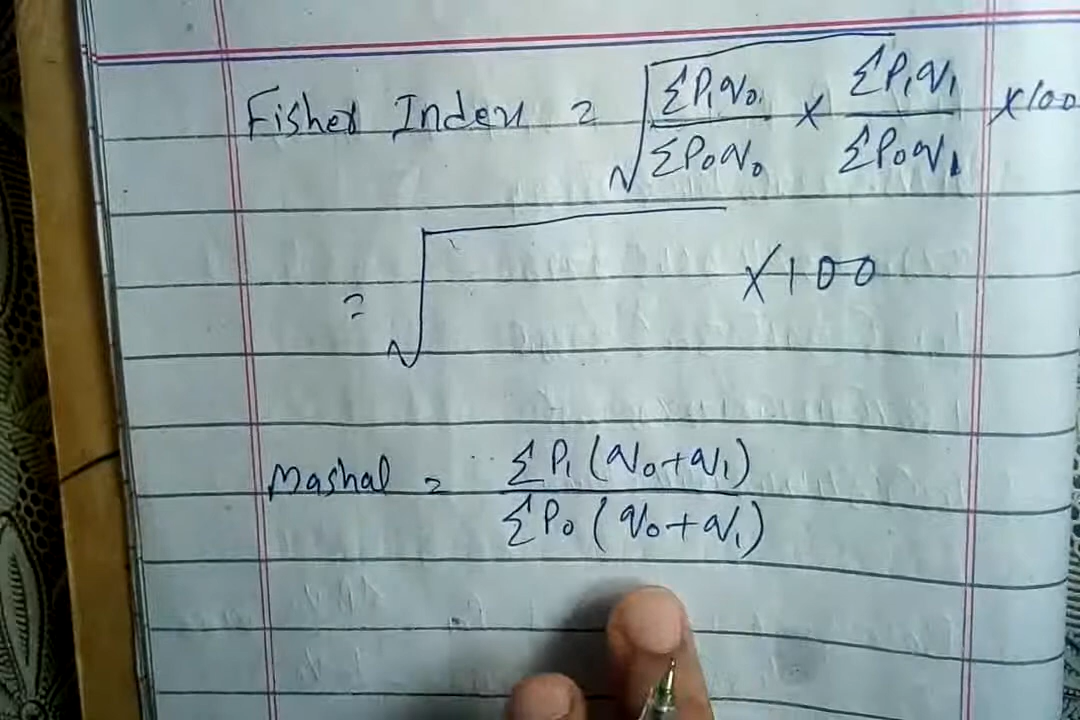 Fisher Index = √ ΣP₁q₀. / ΣP₀q₀ × ΣP₁q₁ / ΣP₀q₁ ×100
= √ ×100
Mashal = ΣP₁(q₀+q₁) / ΣP₀(q₀+q₁)